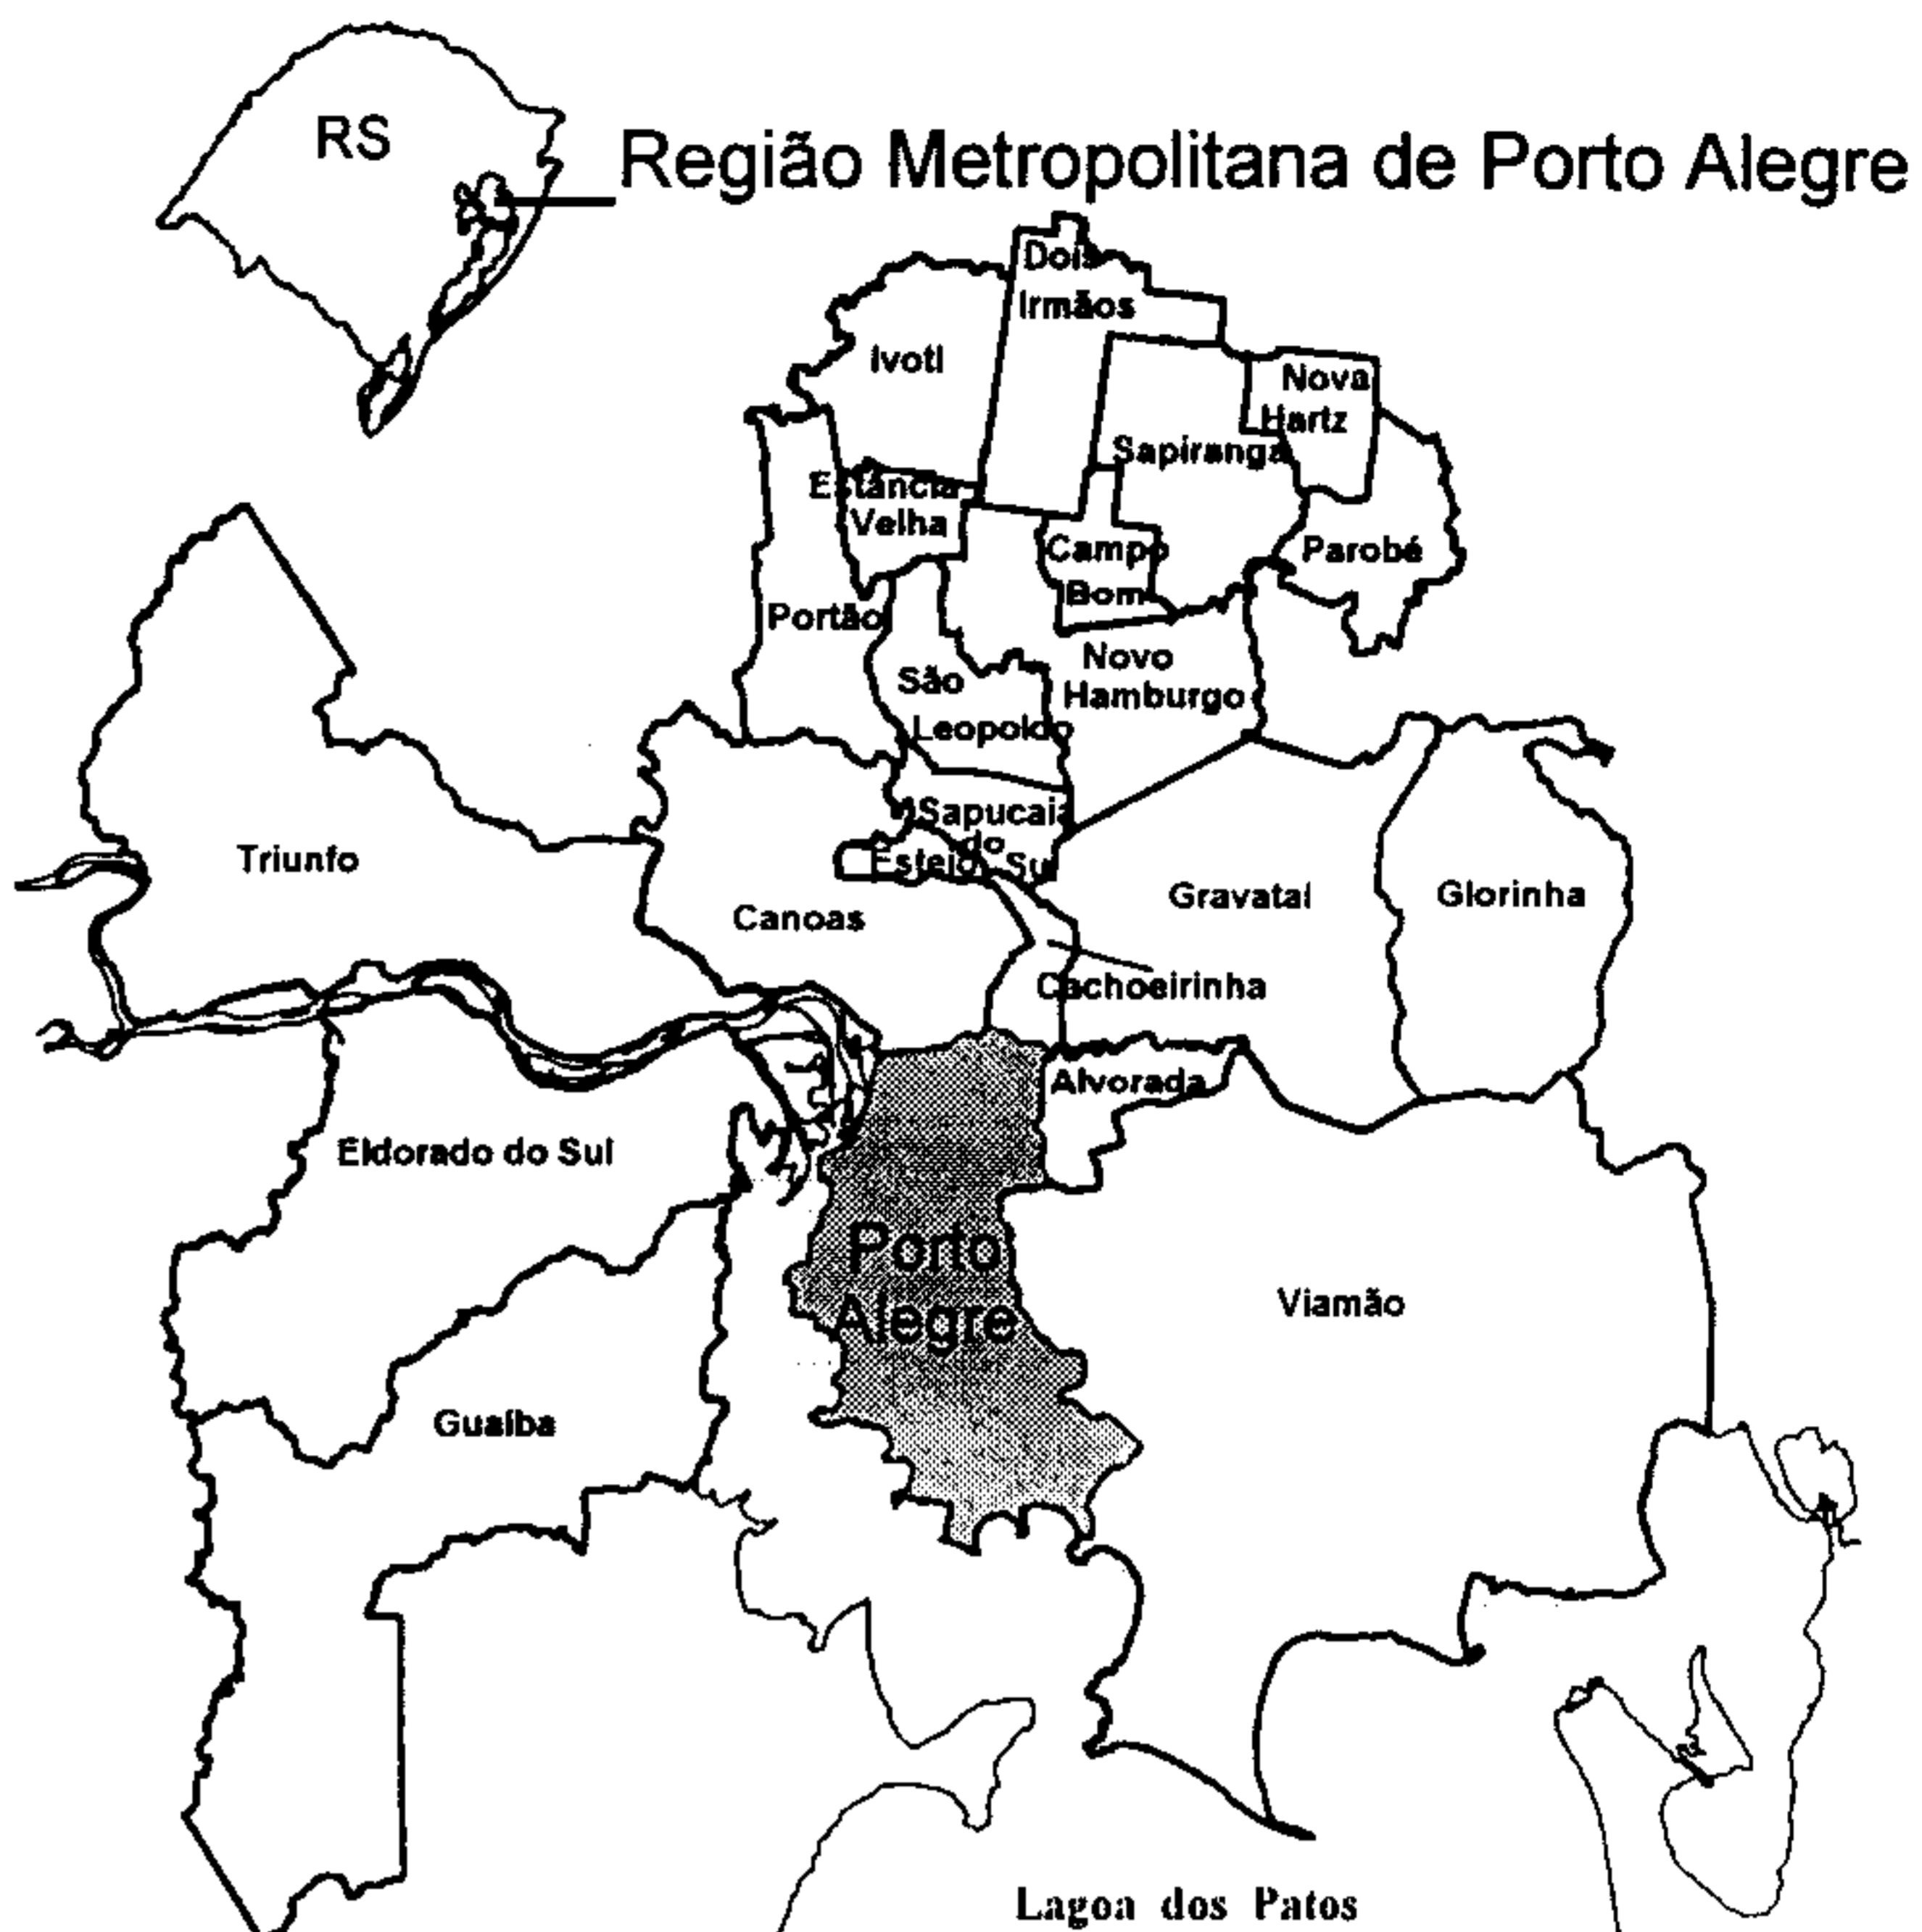 RS
Região Metropolitana de Porto Alegre
Dois
Irmãos
Ivoti
Nova
Hartz
Sapiranga
Estância
Velha
Campo
Bom
Parobé
Portão
Novo
Hamburgo
São
Leopoldo
Sapucaia
do
Sul
Esteio
Triunfo
Canoas
Gravataí
Glorinha
Cachoeirinha
Alvorada
Eldorado do Sul
Porto
Alegre
Viamão
Guaíba
Lagoa dos Patos